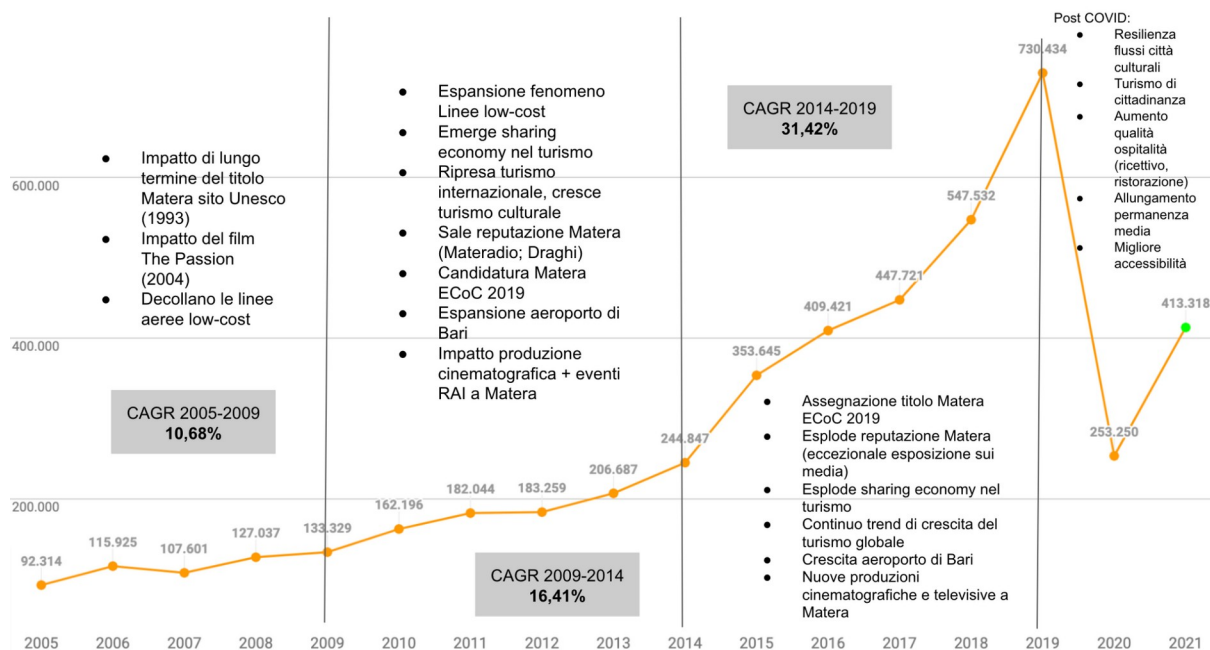 Post COVID:
● Resilienza
flussi città
culturali
● Turismo di
cittadinanza
● Aumento
qualità
ospitalità
(ricettivo,
ristorazione)
● Allungamento
permanenza
media
● Migliore
accessibilità
CAGR 2014-2019
31,42%
● Espansione fenomeno
Linee low-cost
● Emerge sharing
economy nel turismo
● Ripresa turismo
internazionale, cresce
turismo culturale
● Sale reputazione Matera
(Materadio; Draghi)
● Candidatura Matera
ECoC 2019
● Espansione aeroporto di
Bari
● Impatto produzione
cinematografica + eventi
RAI a Matera
● Impatto di lungo
termine del titolo
Matera sito Unesco
(1993)
● Impatto del film
The Passion
(2004)
● Decollano le linee
aeree low-cost
CAGR 2005-2009
10,68%
● Assegnazione titolo Matera
ECoC 2019
● Esplode reputazione Matera
(eccezionale esposizione sui
media)
● Esplode sharing economy nel
turismo
● Continuo trend di crescita del
turismo globale
● Crescita aeroporto di Bari
● Nuove produzioni
cinematografiche e televisive a
Matera
CAGR 2009-2014
16,41%
600.000
400.000
200.000
92.314
115.925
107.601
127.037
133.329
162.196
182.044
183.259
206.687
244.847
353.645
409.421
447.721
547.532
730.434
253.250
413.318
2005 2006 2007 2008 2009 2010 2011 2012 2013 2014 2015 2016 2017 2018 2019 2020 2021